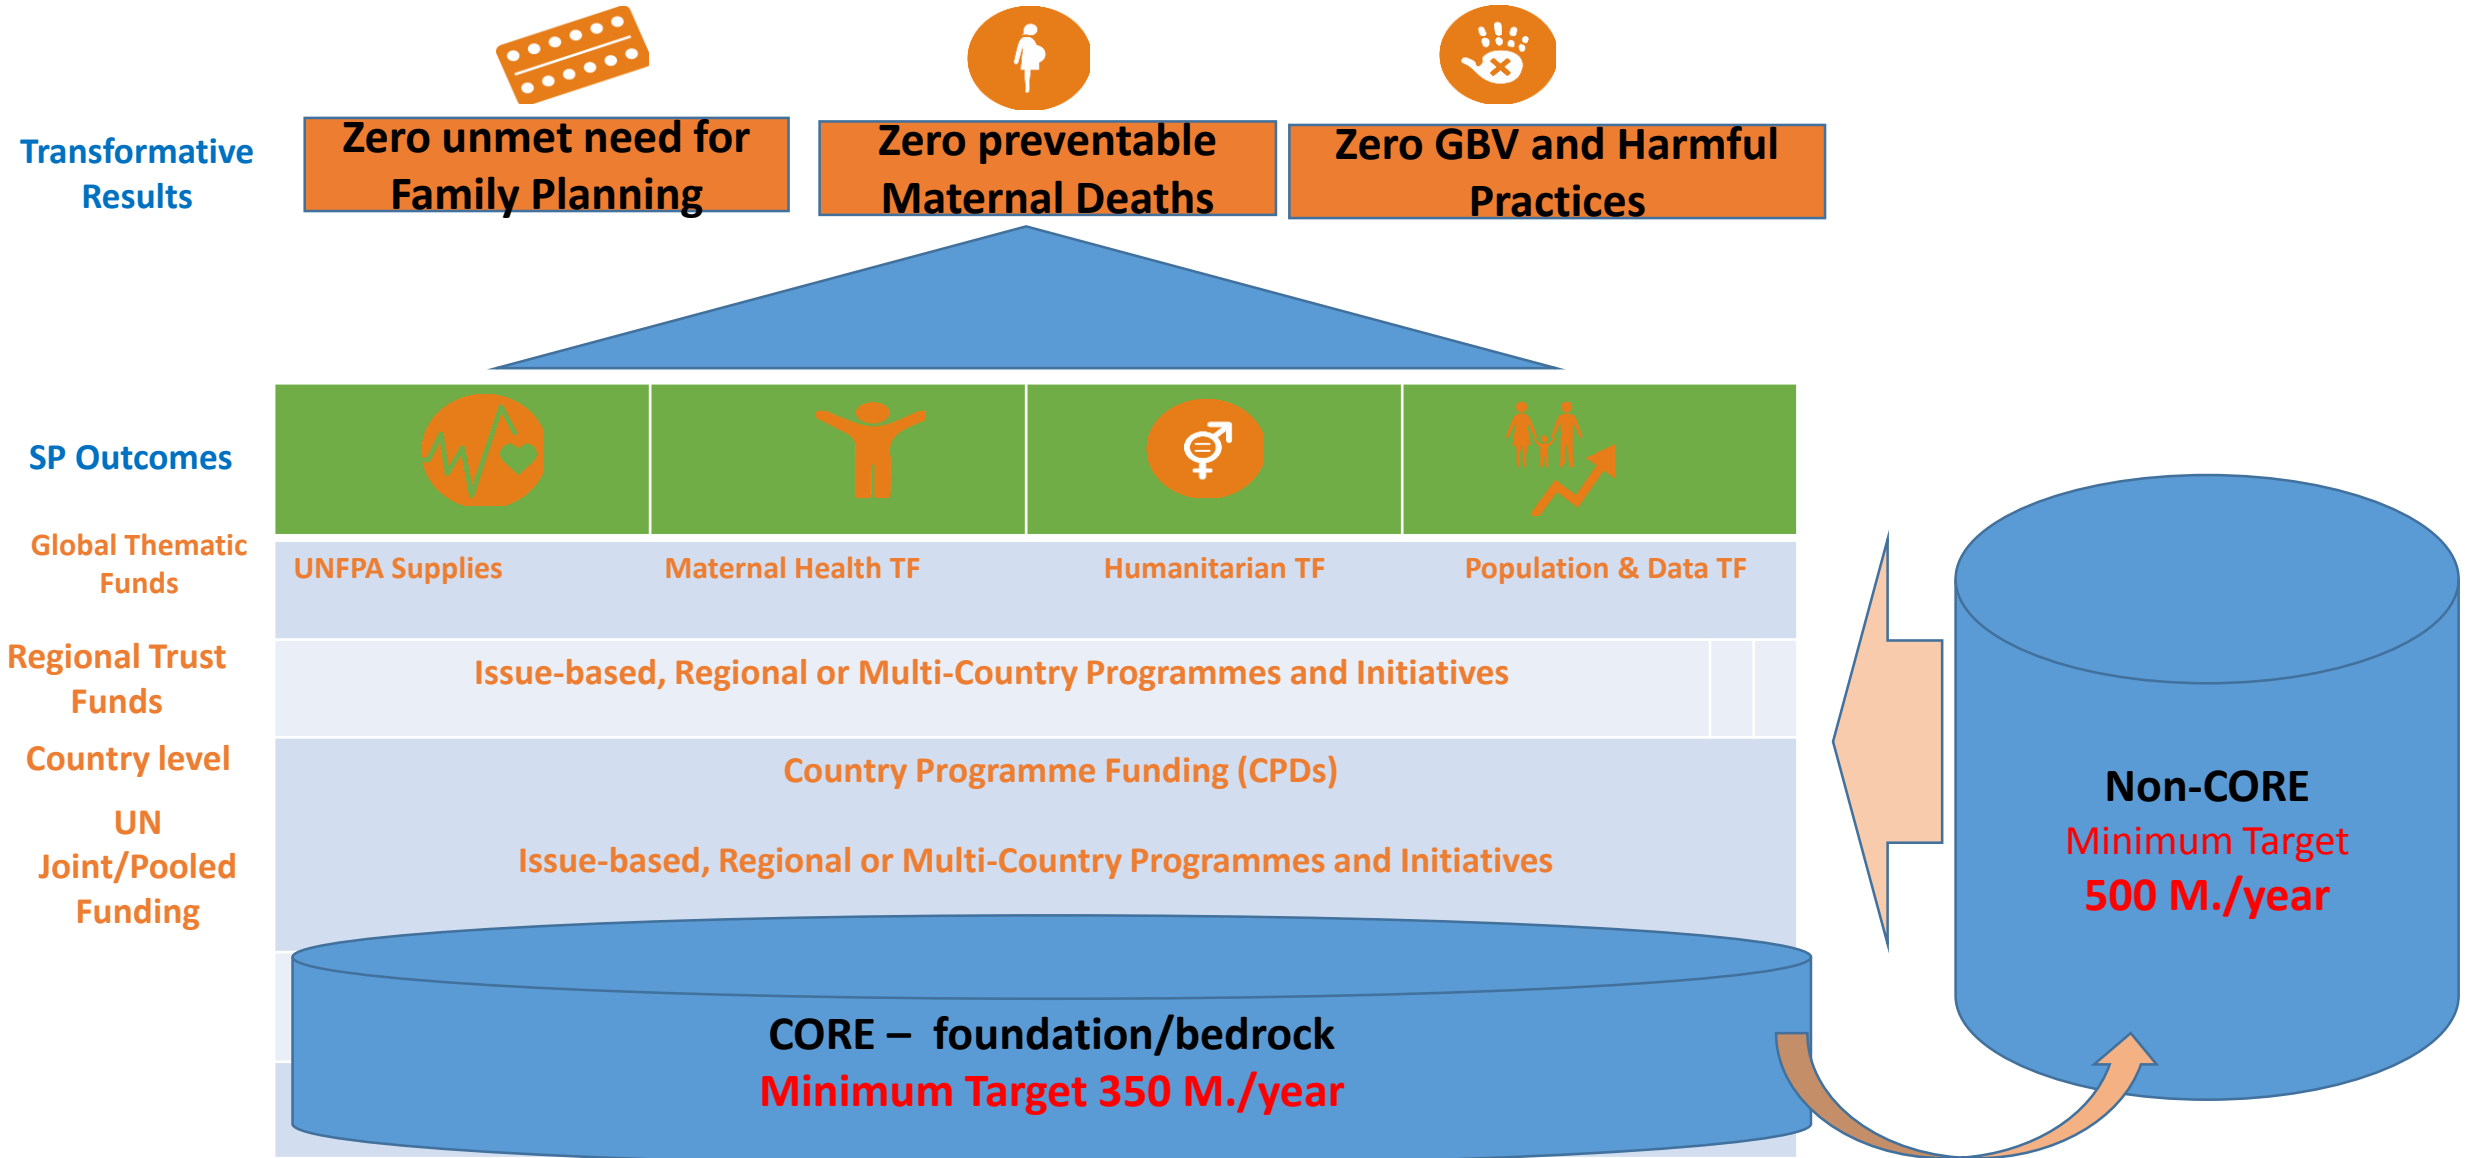 Transformative
Results
Zero unmet need for
Family Planning
Zero preventable
Maternal Deaths
Zero GBV and Harmful
Practices
SP Outcomes
Global Thematic
Funds
UNFPA Supplies
Maternal Health TF
Humanitarian TF
Population & Data TF
Regional Trust
Funds
Issue-based, Regional or Multi-Country Programmes and Initiatives
Country level
Country Programme Funding (CPDs)
UN
Joint/Pooled
Funding
Issue-based, Regional or Multi-Country Programmes and Initiatives
Non-CORE
Minimum Target
500 M./year
CORE – foundation/bedrock
Minimum Target 350 M./year